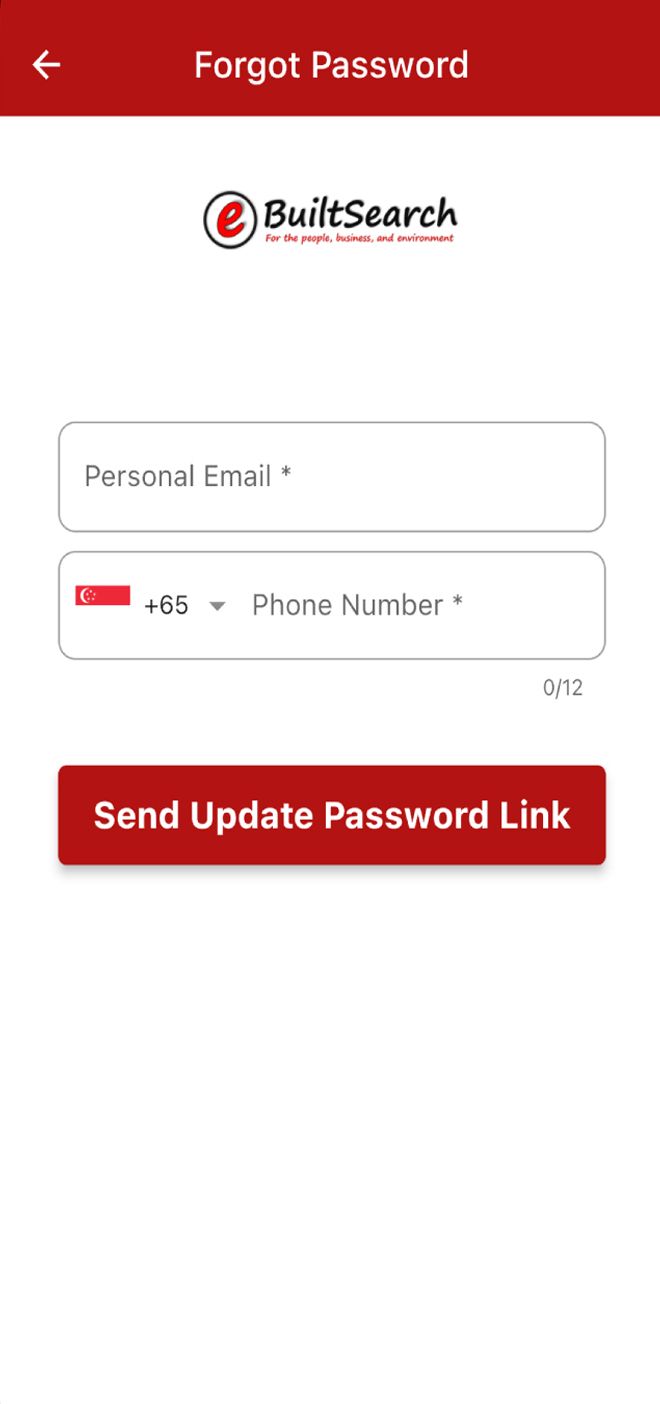 Forgot Password
e BuiltSearch
For the people, business, and environment
Personal Email *
+65 Phone Number *
0/12
Send Update Password Link